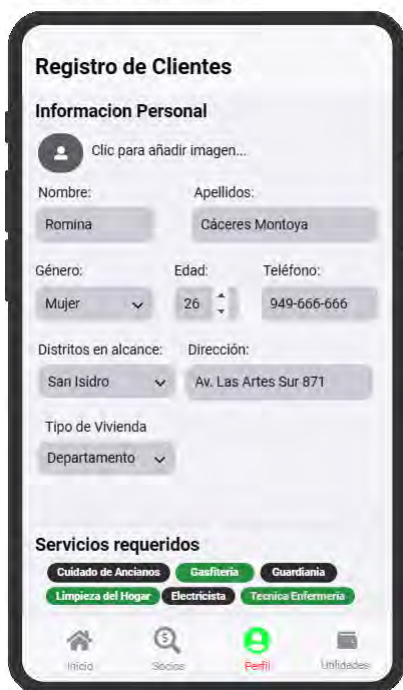 Registro de Clientes
Informacion Personal
Clic para añadir imagen...
Nombre: Apellidos:
Romina Cáceres Montoya
Género: Edad: Teléfono:
Mujer 26 949-666-666
Distritos en alcance: Dirección:
San Isidro Av. Las Artes Sur 871
Tipo de Vivienda
Departamento
Servicios requeridos
Cuidado de Ancianos Gasfiteria Guardiania
Limpieza del Hogar Electricista Tecnica Enfermeria
Inicio Socios Perfil Utilidades